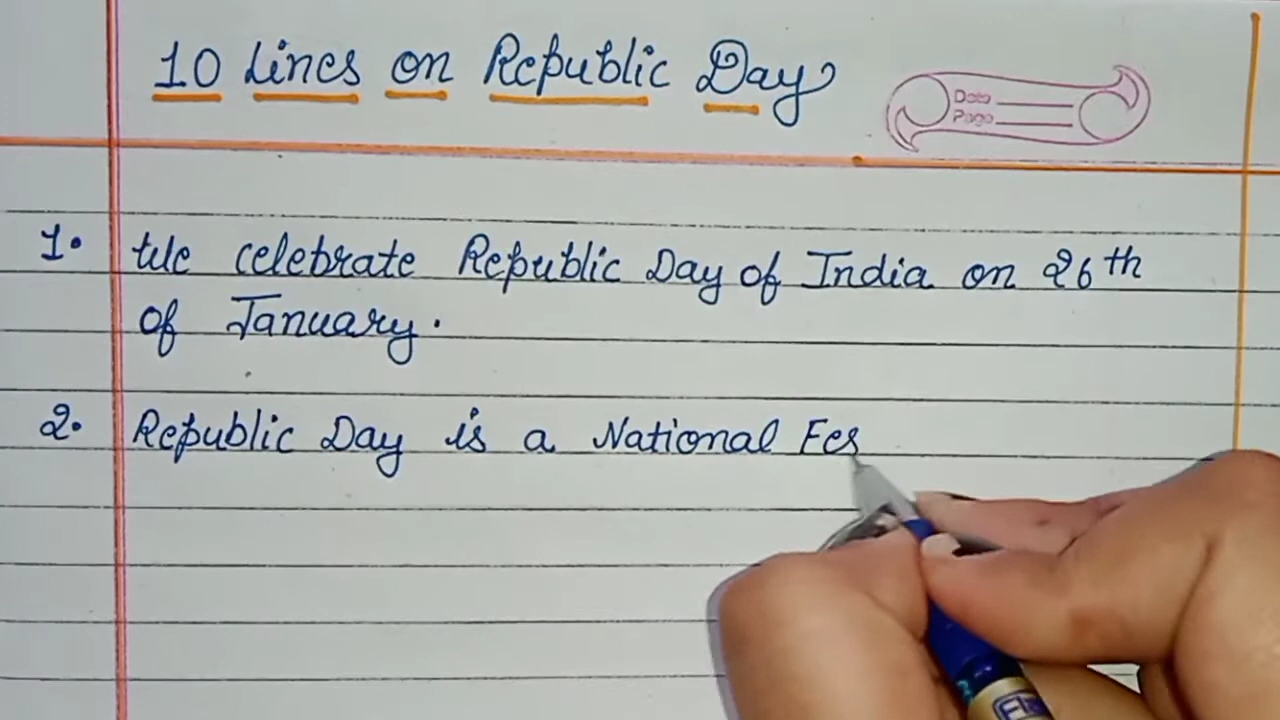 10 Lines on Republic Day
Date
Page
1. We celebrate Republic Day of India on 26th
of January.
2. Republic Day is a National Fes